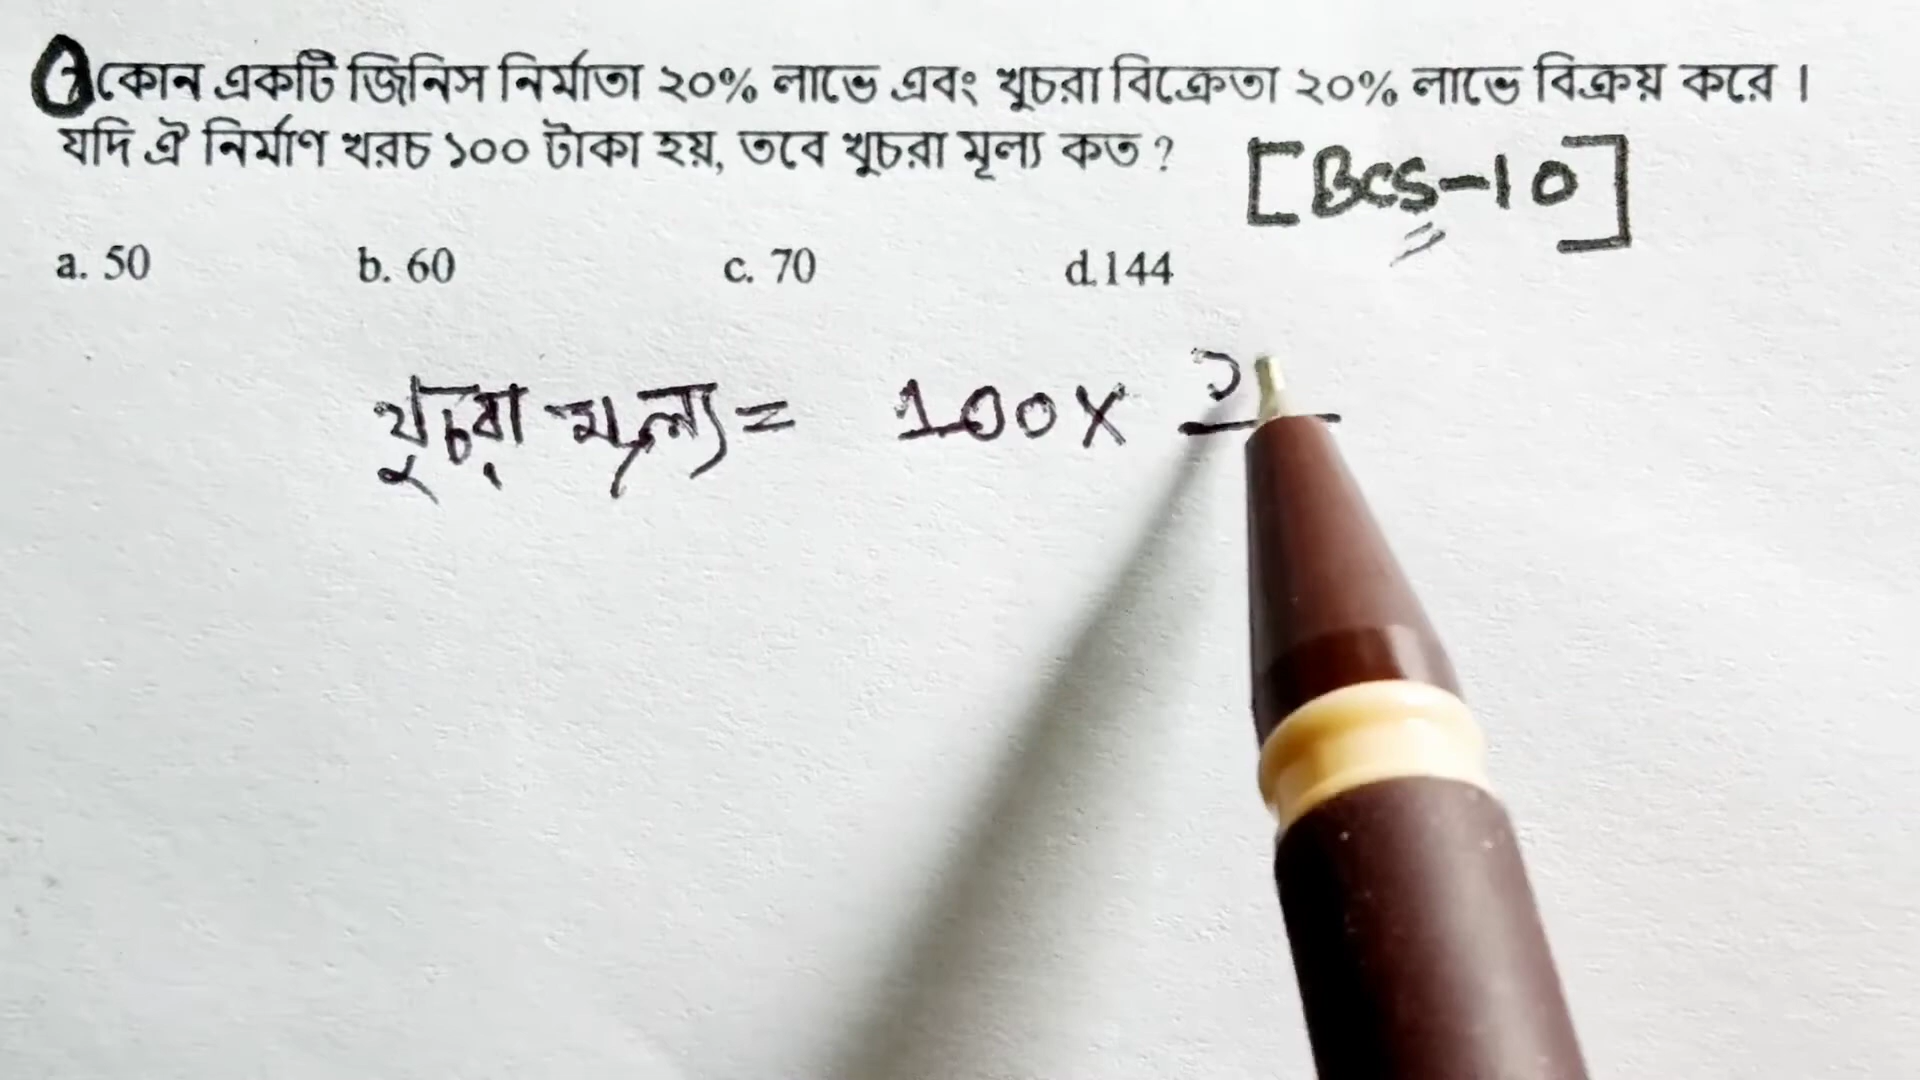 কোন একটি জিনিস নির্মাতা ২০% লাভে এবং খুচরা বিক্রেতা ২০% লাভে বিক্রয় করে ।
যদি ঐ নির্মাণ খরচ ১০০ টাকা হয়, তবে খুচরা মূল্য কত ?
[BCS-10]
a. 50 b. 60 c. 70 d.144
খুচরা মূল্য = 100 X